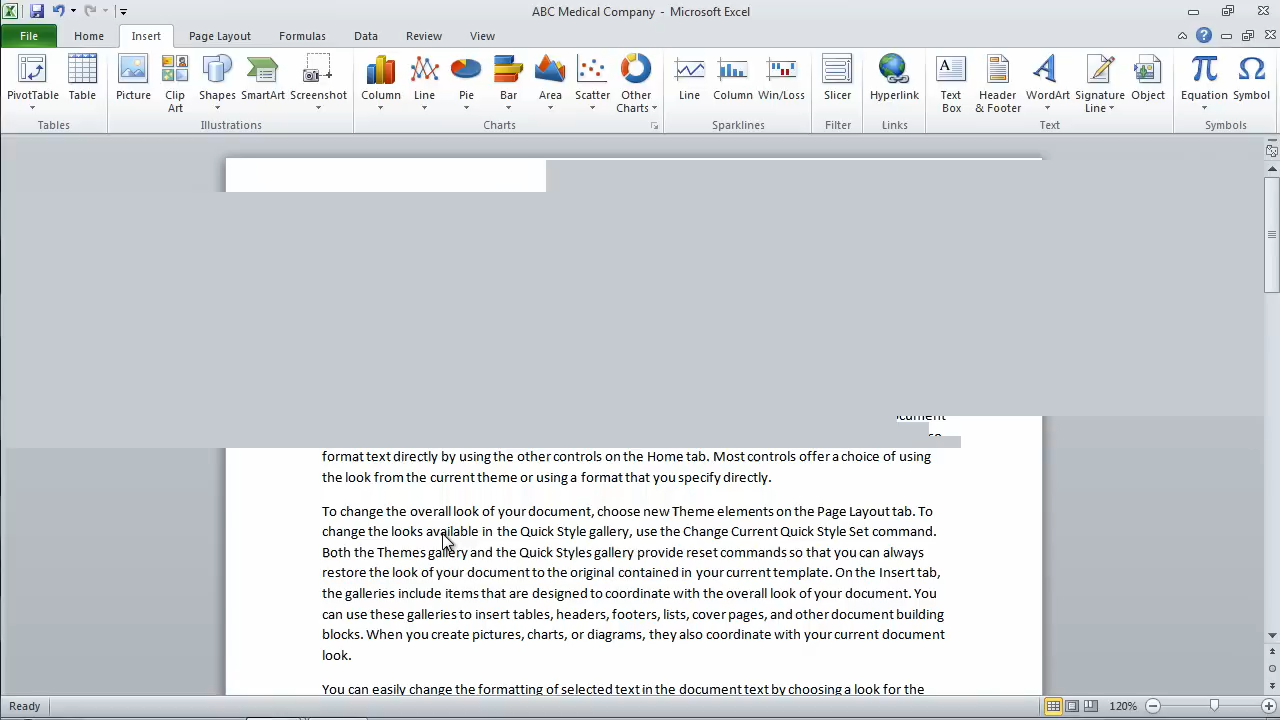 ABC Medical Company - Microsoft Excel
File Home Insert Page Layout Formulas Data Review View
PivotTable Table Picture Clip Art Shapes SmartArt Screenshot Column Line Pie Bar Area Scatter Other Charts Line Column Win/Loss Slicer Hyperlink Text Box Header & Footer WordArt Signature Line Object Equation Symbol
Tables Illustrations Charts Sparklines Filter Links Text Symbols
format text directly by using the other controls on the Home tab. Most controls offer a choice of using
the look from the current theme or using a format that you specify directly.
To change the overall look of your document, choose new Theme elements on the Page Layout tab. To
change the looks available in the Quick Style gallery, use the Change Current Quick Style Set command.
Both the Themes gallery and the Quick Styles gallery provide reset commands so that you can always
restore the look of your document to the original contained in your current template. On the Insert tab,
the galleries include items that are designed to coordinate with the overall look of your document. You
can use these galleries to insert tables, headers, footers, lists, cover pages, and other document building
blocks. When you create pictures, charts, or diagrams, they also coordinate with your current document
look.
You can easily change the formatting of selected text in the document text by choosing a look for the
Ready 120%